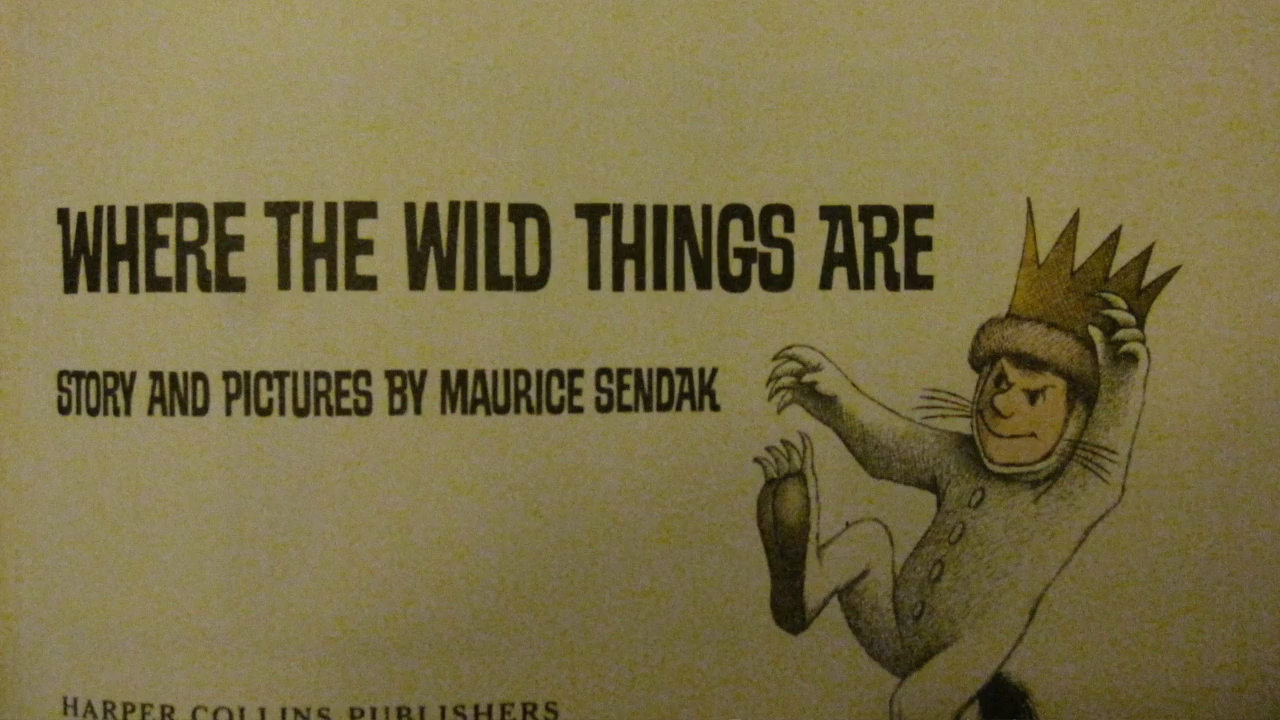 WHERE THE WILD THINGS ARE
STORY AND PICTURES BY MAURICE SENDAK
HARPER COLLINS PUBLISHERS